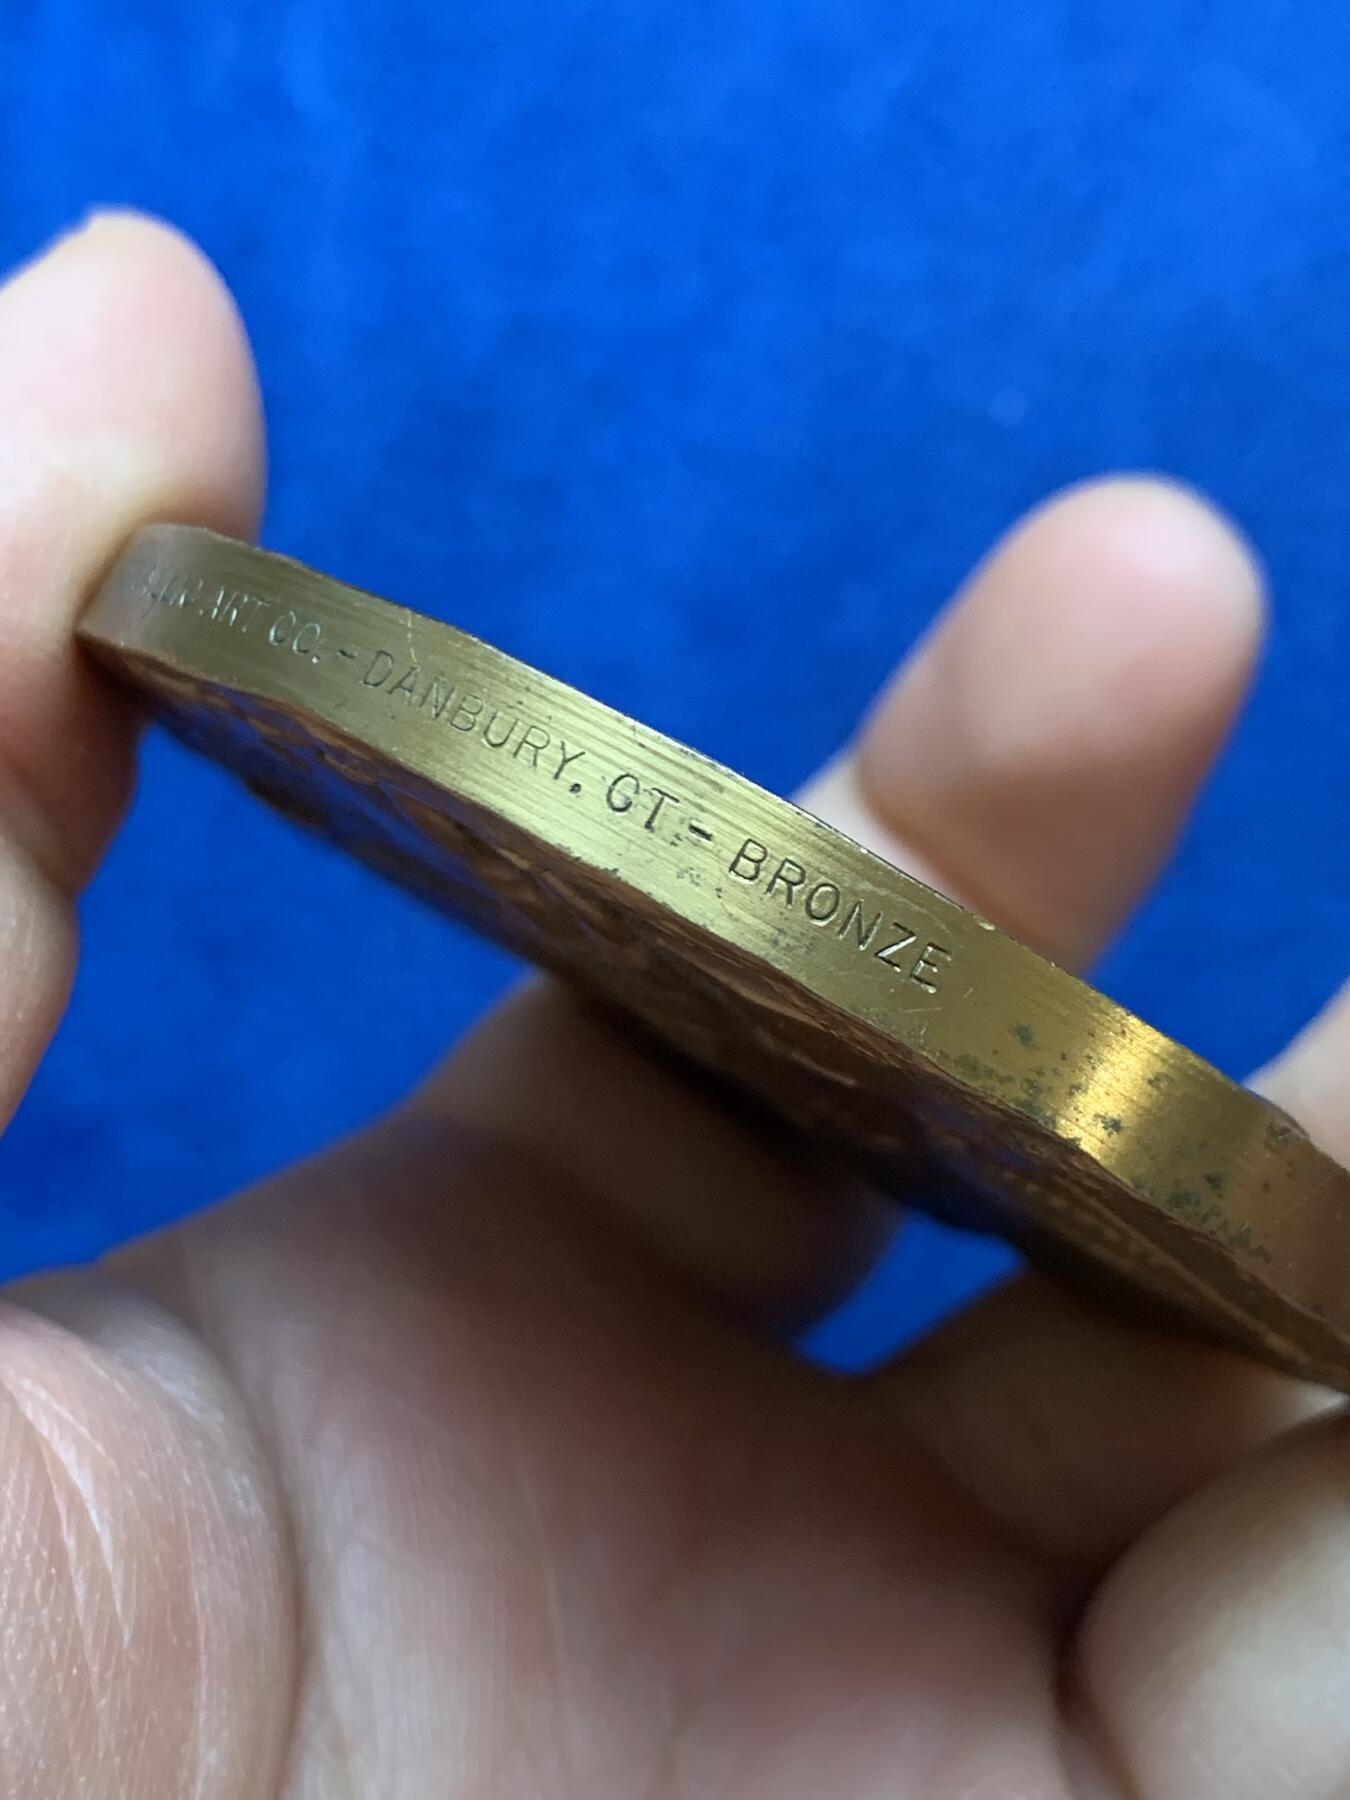 ART CO. - DANBURY, CT. - BRONZE